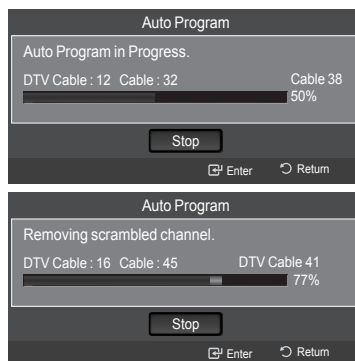 Auto Program
Auto Program in Progress.
DTV Cable : 12 Cable : 32 Cable 38
50%
Stop
Enter Return
Auto Program
Removing scrambled channel.
DTV Cable : 16 Cable : 45 DTV Cable 41
77%
Stop
Enter Return